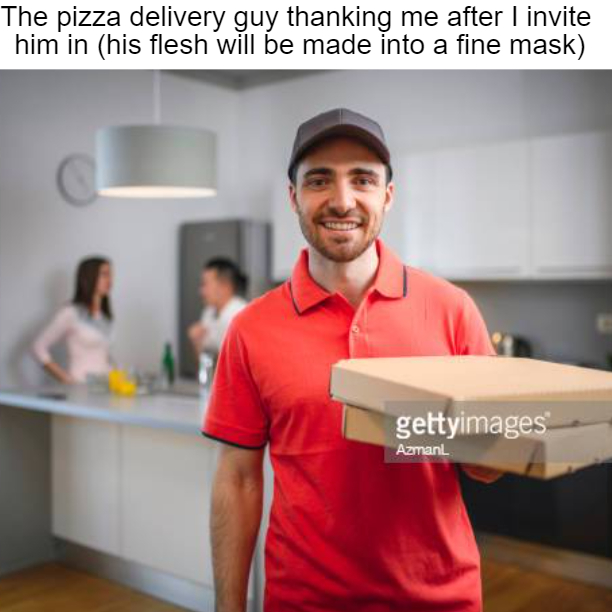 The pizza delivery guy thanking me after I invite
him in (his flesh will be made into a fine mask)
gettyimages®
AzmanL